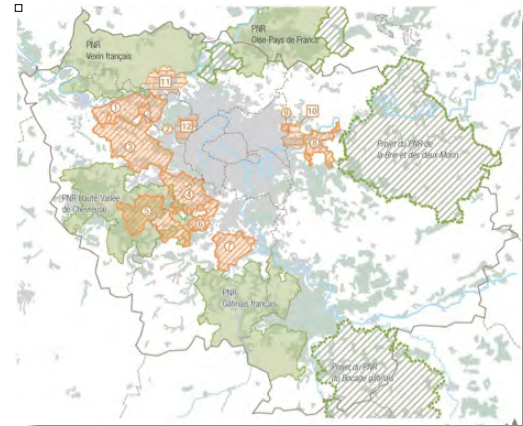 PNR
Oise-Pays de France
PNR
Vexin français
11
1
9
10
2
12
3
8
Projet du PNR de
la Brie et des deux Morin
PNR Haute Vallée
de Chevreuse
4
5
6
7
PNR
Gâtinais français
Projet du PNR
du Bocage gâtinais